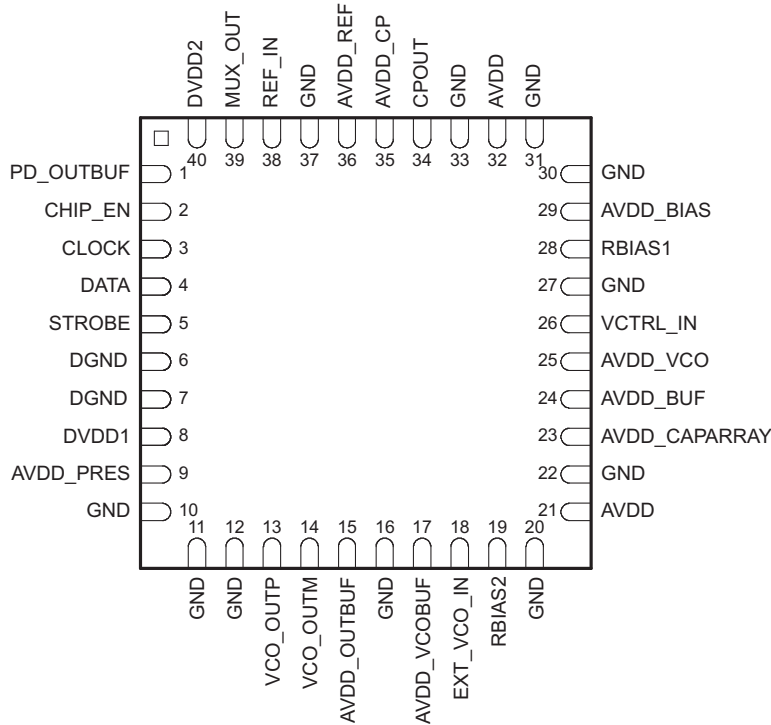 DVDD2
MUX_OUT
REF_IN
GND
AVDD_REF
AVDD_CP
CPOUT
GND
AVDD
GND
40 39 38 37 36 35 34 33 32 31
PD_OUTBUF 1
CHIP_EN 2
CLOCK 3
DATA 4
STROBE 5
DGND 6
DGND 7
DVDD1 8
AVDD_PRES 9
GND 10
30 GND
29 AVDD_BIAS
28 RBIAS1
27 GND
26 VCTRL_IN
25 AVDD_VCO
24 AVDD_BUF
23 AVDD_CAPARRAY
22 GND
21 AVDD
11 12 13 14 15 16 17 18 19 20
GND
GND
VCO_OUTP
VCO_OUTM
AVDD_OUTBUF
GND
AVDD_VCOBUF
EXT_VCO_IN
RBIAS2
GND